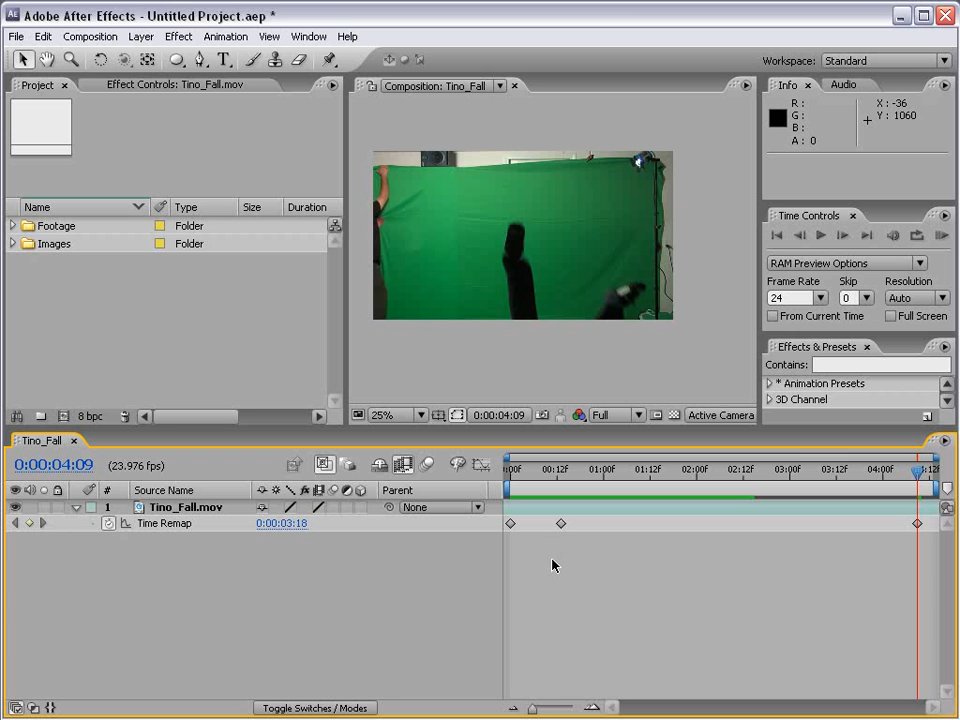 Adobe After Effects - Untitled Project.aep *
File Edit Composition Layer Effect Animation View Window Help
Workspace: Standard
Project × Effect Controls: Tino_Fall.mov
Composition: Tino_Fall ×
Info × Audio
R :
G :
B :
A : 0
X : -36
Y : 1060
Name Type Size Duration
Footage Folder
Images Folder
8 bpc
25% 0:00:04:09 Full Active Camera
Time Controls ×
RAM Preview Options
Frame Rate Skip Resolution
24 0 Auto
From Current Time Full Screen
Effects & Presets ×
Contains:
* Animation Presets
3D Channel
Tino_Fall ×
0:00:04:09 (23.976 fps)
:00F 00:12F 01:00F 01:12F 02:00F 02:12F 03:00F 03:12F 04:00F :12F
# Source Name Parent
1 Tino_Fall.mov None
Time Remap 0:00:03:18
Toggle Switches / Modes